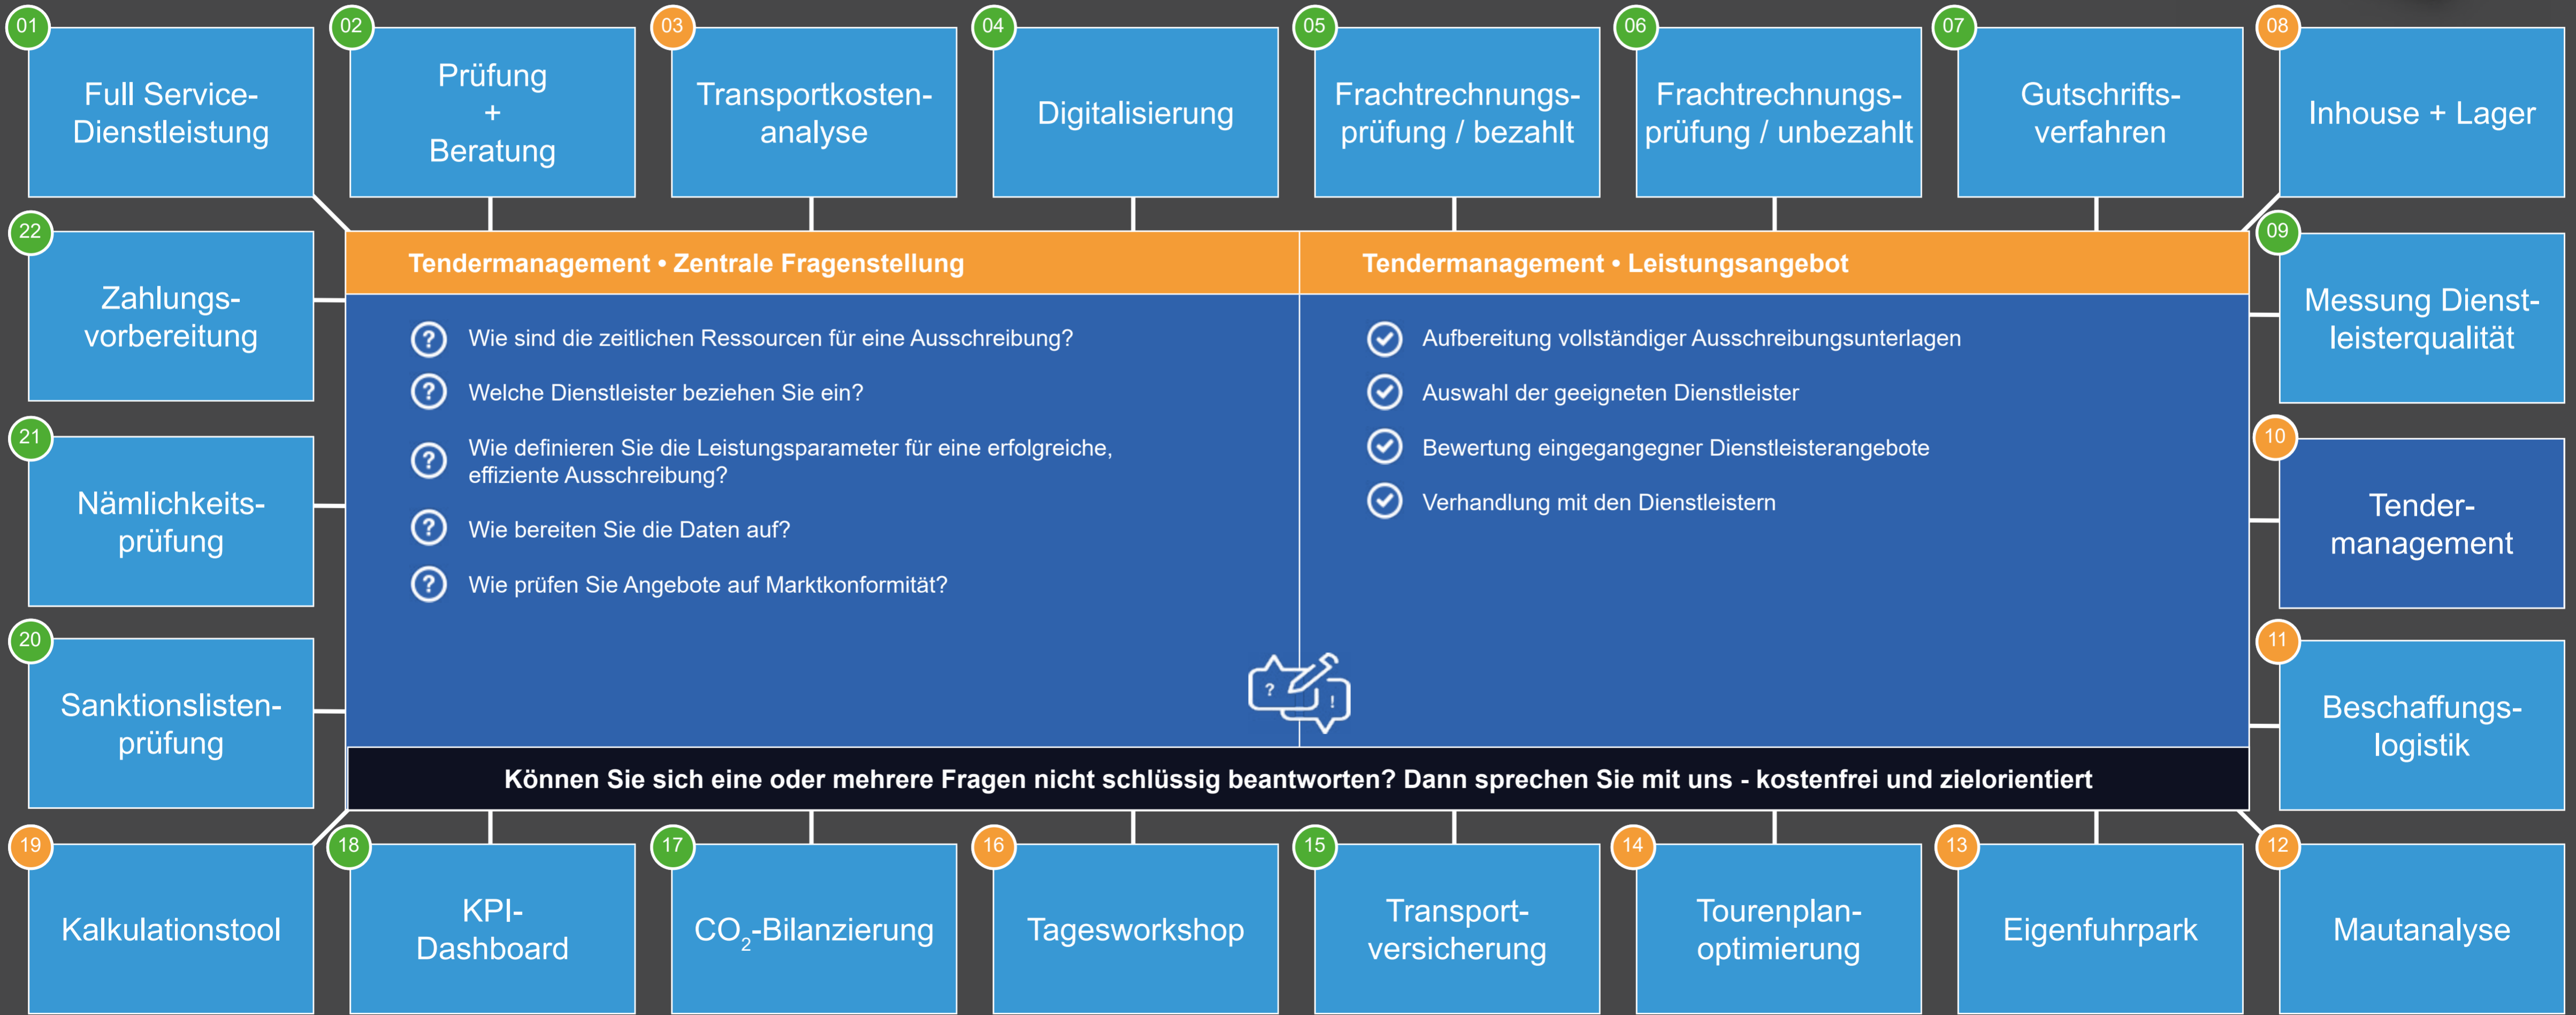 01
Full Service-
Dienstleistung
02
Prüfung
+
Beratung
03
Transportkosten-
analyse
04
Digitalisierung
05
Frachtrechnungs-
prüfung / bezahlt
06
Frachtrechnungs-
prüfung / unbezahlt
07
Gutschrifts-
verfahren
08
Inhouse + Lager
22
Zahlungs-
vorbereitung
21
Nämlichkeits-
prüfung
20
Sanktionslisten-
prüfung
Tendermanagement • Zentrale Fragenstellung
? Wie sind die zeitlichen Ressourcen für eine Ausschreibung?
? Welche Dienstleister beziehen Sie ein?
? Wie definieren Sie die Leistungsparameter für eine erfolgreiche,
effiziente Ausschreibung?
? Wie bereiten Sie die Daten auf?
? Wie prüfen Sie Angebote auf Marktkonformität?
Tendermanagement • Leistungsangebot
Aufbereitung vollständiger Ausschreibungsunterlagen
Auswahl der geeigneten Dienstleister
Bewertung eingegangegner Dienstleisterangebote
Verhandlung mit den Dienstleistern
? !
Können Sie sich eine oder mehrere Fragen nicht schlüssig beantworten? Dann sprechen Sie mit uns - kostenfrei und zielorientiert
09
Messung Dienst-
leisterqualität
10
Tender-
management
11
Beschaffungs-
logistik
19
Kalkulationstool
18
KPI-
Dashboard
17
CO₂-Bilanzierung
16
Tagesworkshop
15
Transport-
versicherung
14
Tourenplan-
optimierung
13
Eigenfuhrpark
12
Mautanalyse